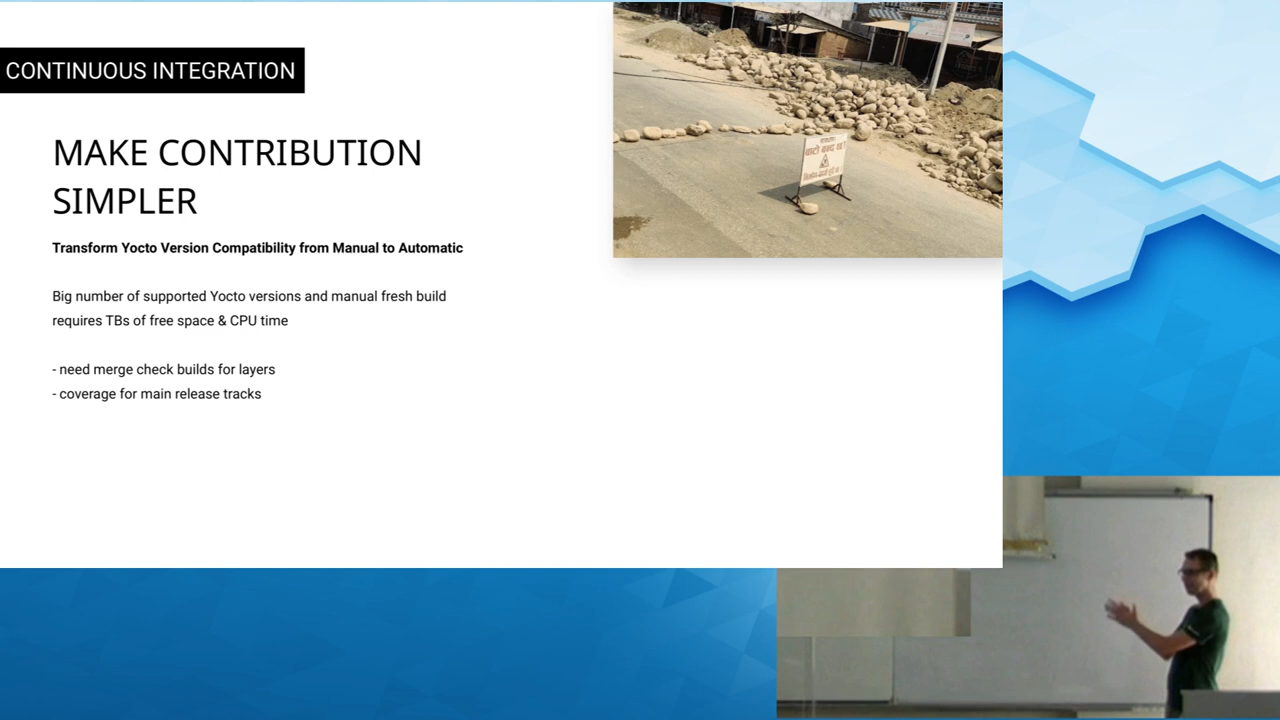 CONTINUOUS INTEGRATION
MAKE CONTRIBUTION
SIMPLER
Transform Yocto Version Compatibility from Manual to Automatic
Big number of supported Yocto versions and manual fresh build
requires TBs of free space & CPU time
- need merge check builds for layers
- coverage for main release tracks